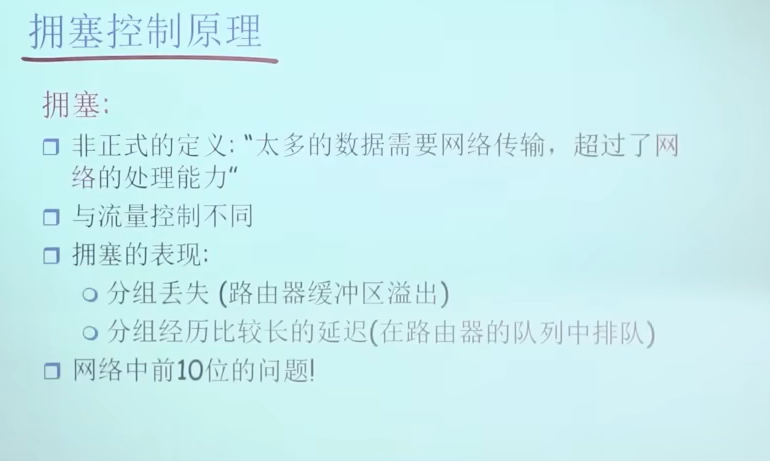 拥塞控制原理
拥塞:
非正式的定义: “太多的数据需要网络传输，超过了网
络的处理能力”
与流量控制不同
拥塞的表现:
分组丢失 (路由器缓冲区溢出)
分组经历比较长的延迟(在路由器的队列中排队)
网络中前10位的问题!